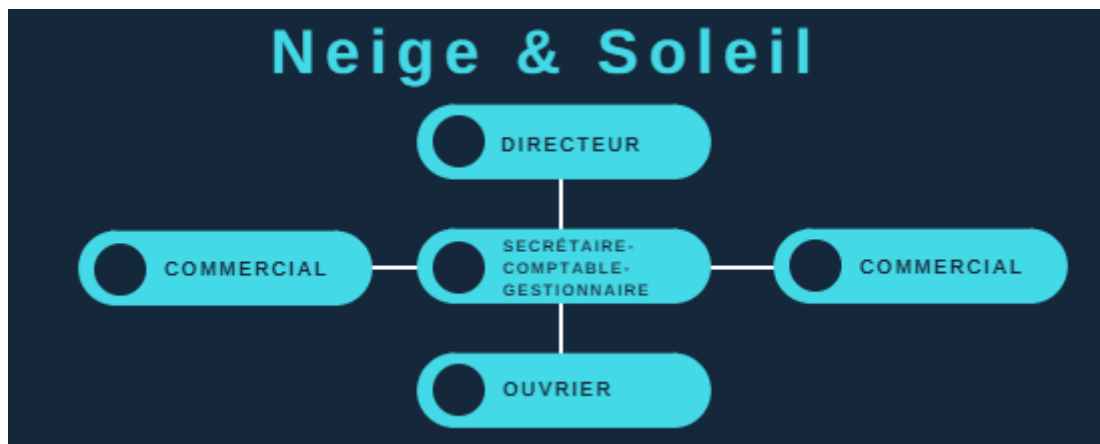 Neige & Soleil
DIRECTEUR
COMMERCIAL
SECRÉTAIRE-
COMPTABLE-
GESTIONNAIRE
COMMERCIAL
OUVRIER